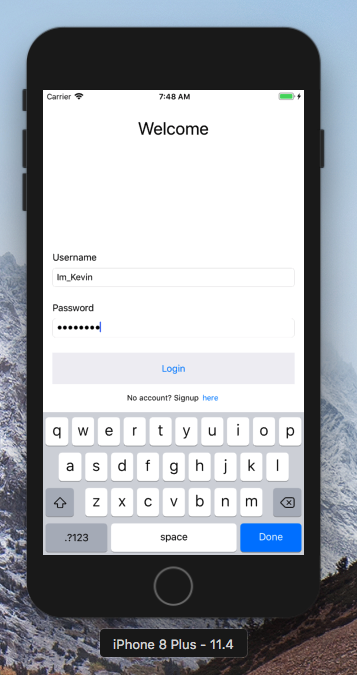 Carrier 7:48 AM
Welcome
Username
Im_Kevin
Password
••••••••
Login
No account? Signup here
q w e r t y u i o p
a s d f g h j k l
z x c v b n m
.?123 space Done
iPhone 8 Plus - 11.4